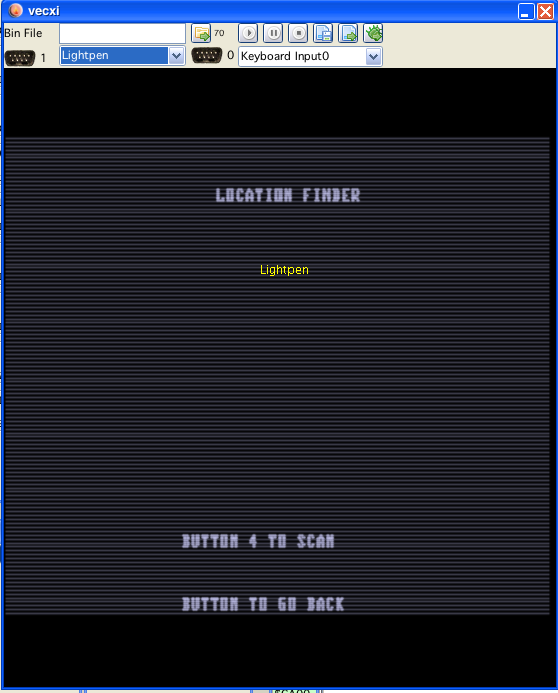 vecxi
Bin File 70
1 Lightpen 0 Keyboard Input0
LOCATION FINDER
Lightpen
BUTTON 4 TO SCAN
BUTTON TO GO BACK